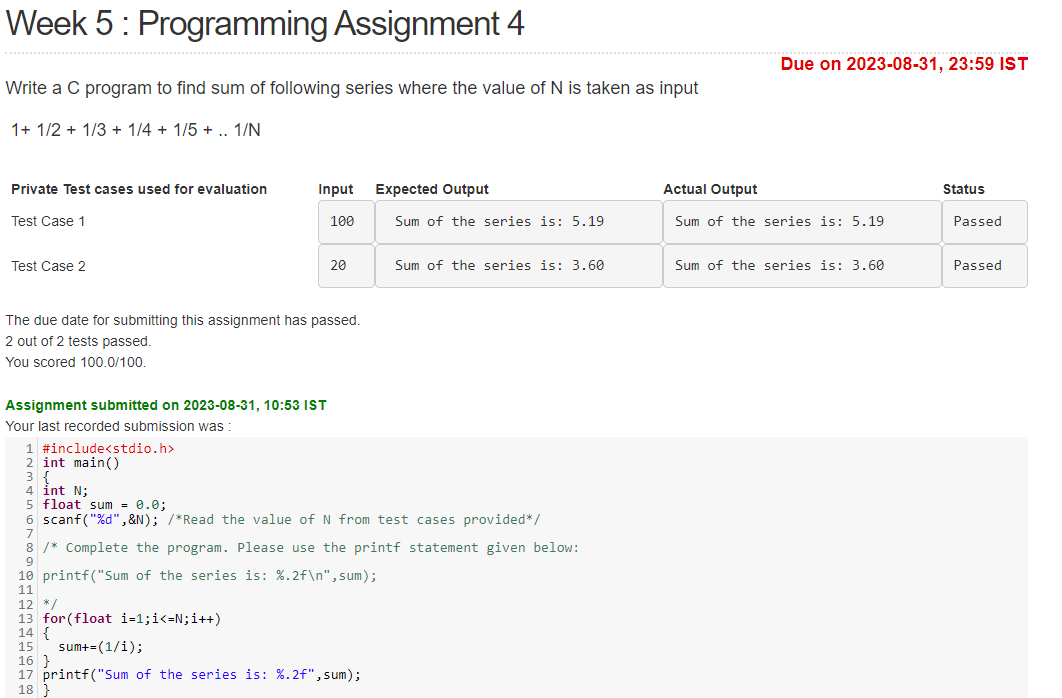 Week 5 : Programming Assignment 4
Due on 2023-08-31, 23:59 IST
Write a C program to find sum of following series where the value of N is taken as input
1+ 1/2 + 1/3 + 1/4 + 1/5 + .. 1/N
Private Test cases used for evaluation Input Expected Output Actual Output Status
Test Case 1 100 Sum of the series is: 5.19 Sum of the series is: 5.19 Passed
Test Case 2 20 Sum of the series is: 3.60 Sum of the series is: 3.60 Passed
The due date for submitting this assignment has passed.
2 out of 2 tests passed.
You scored 100.0/100.
Assignment submitted on 2023-08-31, 10:53 IST
Your last recorded submission was :
1 #include<stdio.h>
2 int main()
3 {
4 int N;
5 float sum = 0.0;
6 scanf("%d",&N); /*Read the value of N from test cases provided*/
7
8 /* Complete the program. Please use the printf statement given below:
9
10 printf("Sum of the series is: %.2f\n",sum);
11
12 */
13 for(float i=1;i<=N;i++)
14 {
15   sum+=(1/i);
16 }
17 printf("Sum of the series is: %.2f",sum);
18 }